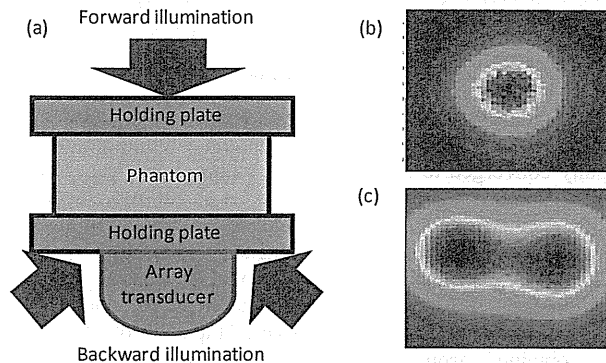 (a)
Forward illumination
Holding plate
Phantom
Holding plate
Array
transducer
Backward illumination
(b)
(c)